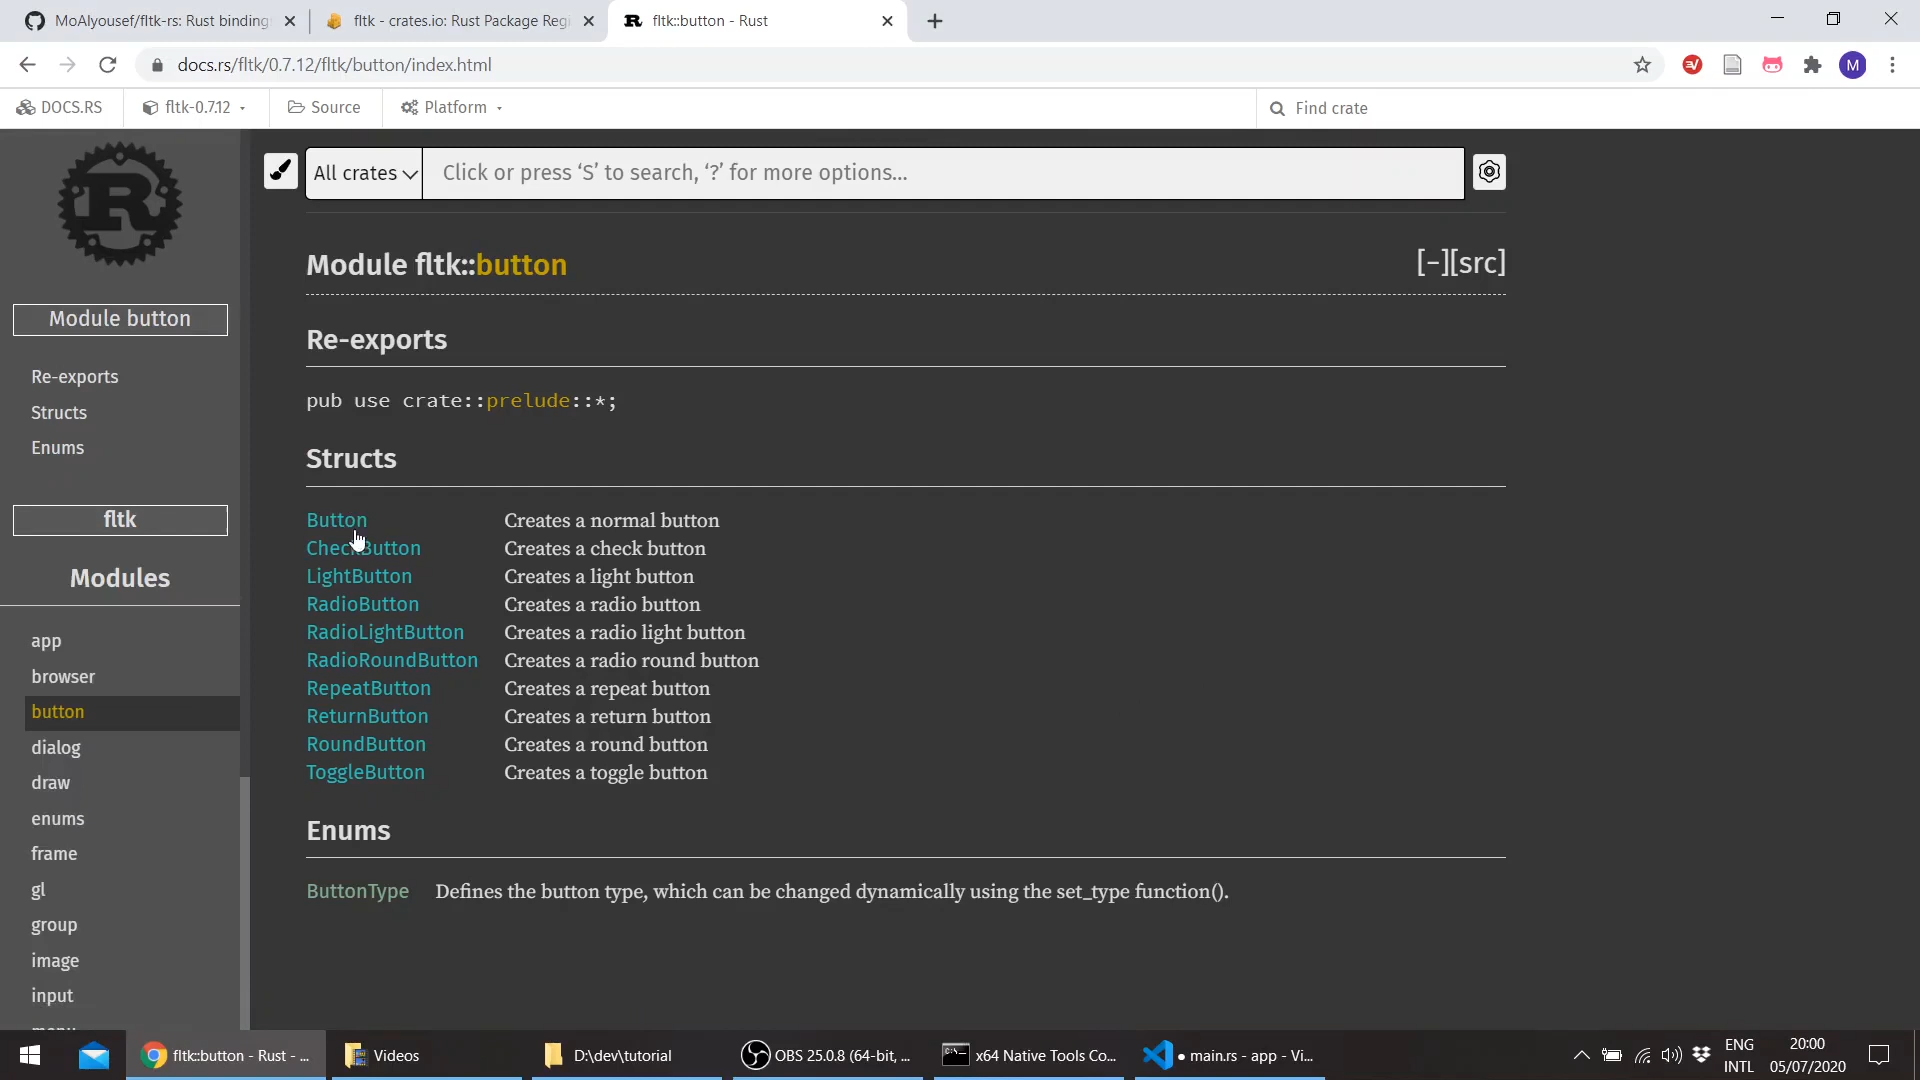 MoAlyousef/fltk-rs: Rust binding
fltk - crates.io: Rust Package Regi
fltk::button - Rust
docs.rs/fltk/0.7.12/fltk/button/index.html
M
DOCS.RS
fltk-0.7.12
Source
Platform
Find crate
All crates
Click or press ‘S’ to search, ‘?’ for more options…
Module fltk::button
[−][src]
Module button
Re-exports
Structs
Enums
fltk
Modules
app
browser
button
dialog
draw
enums
frame
gl
group
image
input
menu
Re-exports
pub use crate::prelude::*;
Structs
Button Creates a normal button
CheckButton Creates a check button
LightButton Creates a light button
RadioButton Creates a radio button
RadioLightButton Creates a radio light button
RadioRoundButton Creates a radio round button
RepeatButton Creates a repeat button
ReturnButton Creates a return button
RoundButton Creates a round button
ToggleButton Creates a toggle button
Enums
ButtonType Defines the button type, which can be changed dynamically using the set_type function().
fltk::button - Rust - ...
Videos
D:\dev\tutorial
OBS 25.0.8 (64-bit, ...
x64 Native Tools Co...
● main.rs - app - Vi...
ENG
INTL
20:00
05/07/2020